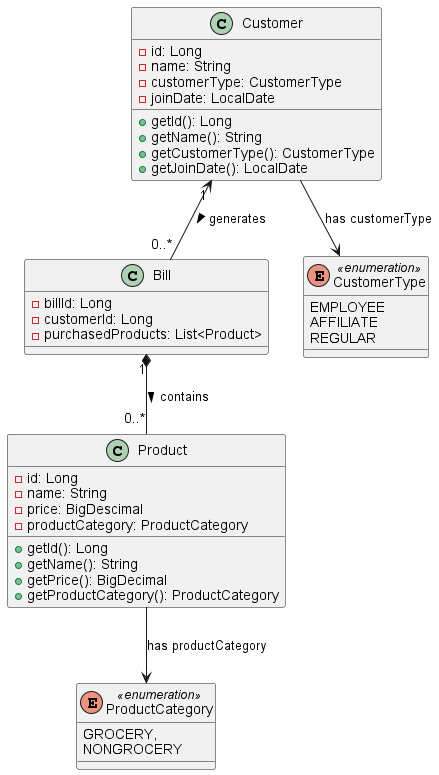 C Customer
id: Long
name: String
customerType: CustomerType
joinDate: LocalDate
getId(): Long
getName(): String
getCustomerType(): CustomerType
getJoinDate(): LocalDate
1
generates
has customerType
0..*
C Bill
billId: Long
customerId: Long
purchasedProducts: List<Product>
E «enumeration»
CustomerType
EMPLOYEE
AFFILIATE
REGULAR
1
contains
0..*
C Product
id: Long
name: String
price: BigDescimal
productCategory: ProductCategory
getId(): Long
getName(): String
getPrice(): BigDecimal
getProductCategory(): ProductCategory
has productCategory
E «enumeration»
ProductCategory
GROCERY,
NONGROCERY